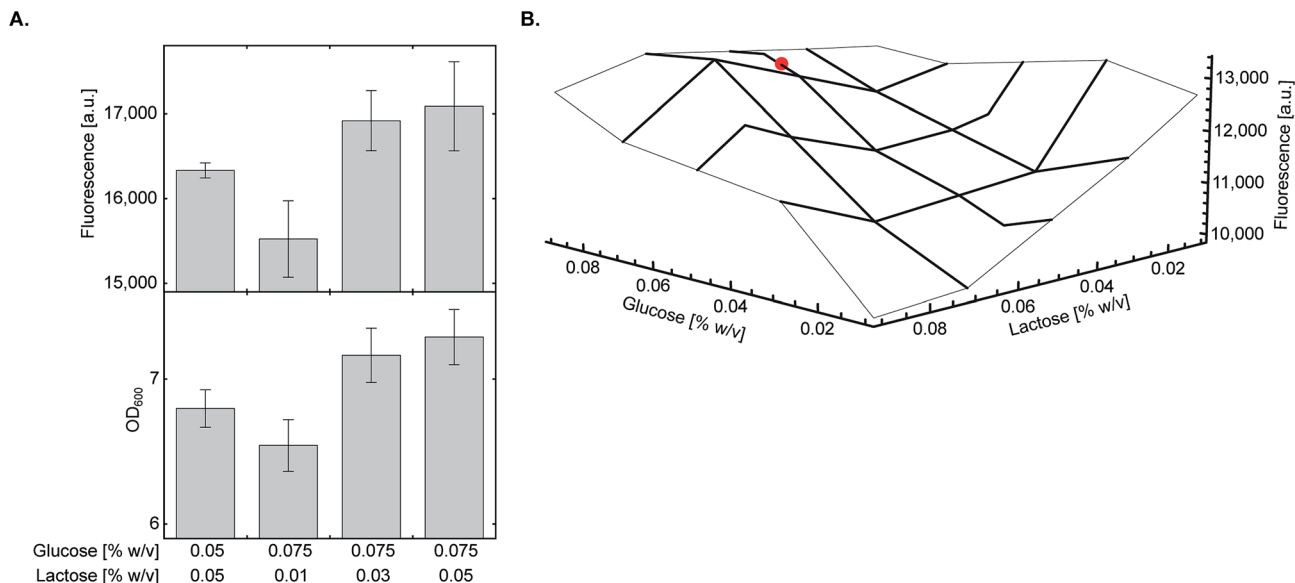 A.
B.
Fluorescence [a.u.]
17,000
16,000
15,000
OD600
7
6
Glucose [% w/v] 0.05 0.075 0.075 0.075
Lactose [% w/v] 0.05 0.01 0.03 0.05
13,000
12,000
11,000
10,000
Fluorescence [a.u.]
0.08 0.06 0.04 0.02
Glucose [% w/v]
0.08 0.06 0.04 0.02
Lactose [% w/v]